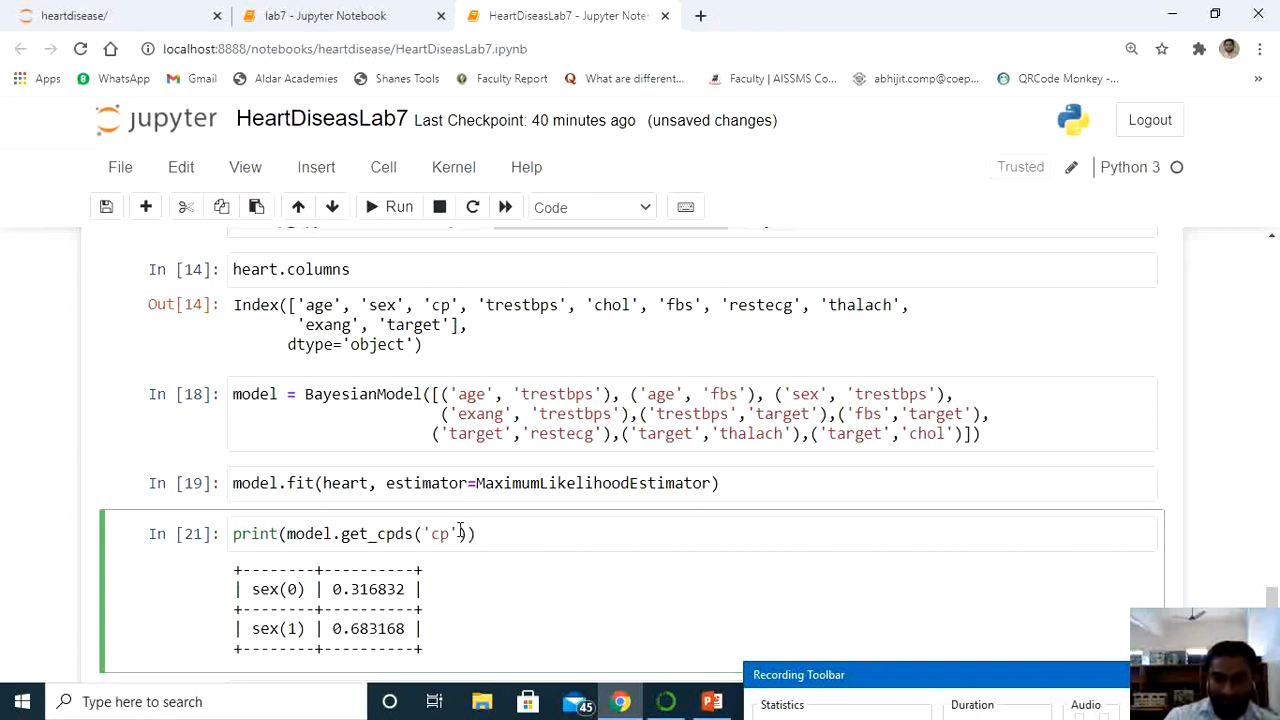 heartdisease/
lab7 - Jupyter Notebook
HeartDiseasLab7 - Jupyter Note
localhost:8888/notebooks/heartdisease/HeartDiseasLab7.ipynb
Apps WhatsApp Gmail Aldar Academies Shanes Tools Faculty Report What are different... Faculty | AISSMS Co... abhijit.comp@coep... QRCode Monkey -... »
jupyter HeartDiseasLab7 Last Checkpoint: 40 minutes ago (unsaved changes) Logout
File Edit View Insert Cell Kernel Help Trusted Python 3
Run Code
In [14]: heart.columns
Out[14]: Index(['age', 'sex', 'cp', 'trestbps', 'chol', 'fbs', 'restecg', 'thalach',
'exang', 'target'],
dtype='object')
In [18]: model = BayesianModel([('age', 'trestbps'), ('age', 'fbs'), ('sex', 'trestbps'),
('exang', 'trestbps'),('trestbps','target'),('fbs','target'),
('target','restecg'),('target','thalach'),('target','chol')])
In [19]: model.fit(heart, estimator=MaximumLikelihoodEstimator)
In [21]: print(model.get_cpds('cp'))
+--------+----------+
| sex(0) | 0.316832 |
+--------+----------+
| sex(1) | 0.683168 |
+--------+----------+
Recording Toolbar
Statistics Duration Audio
Type here to search
45